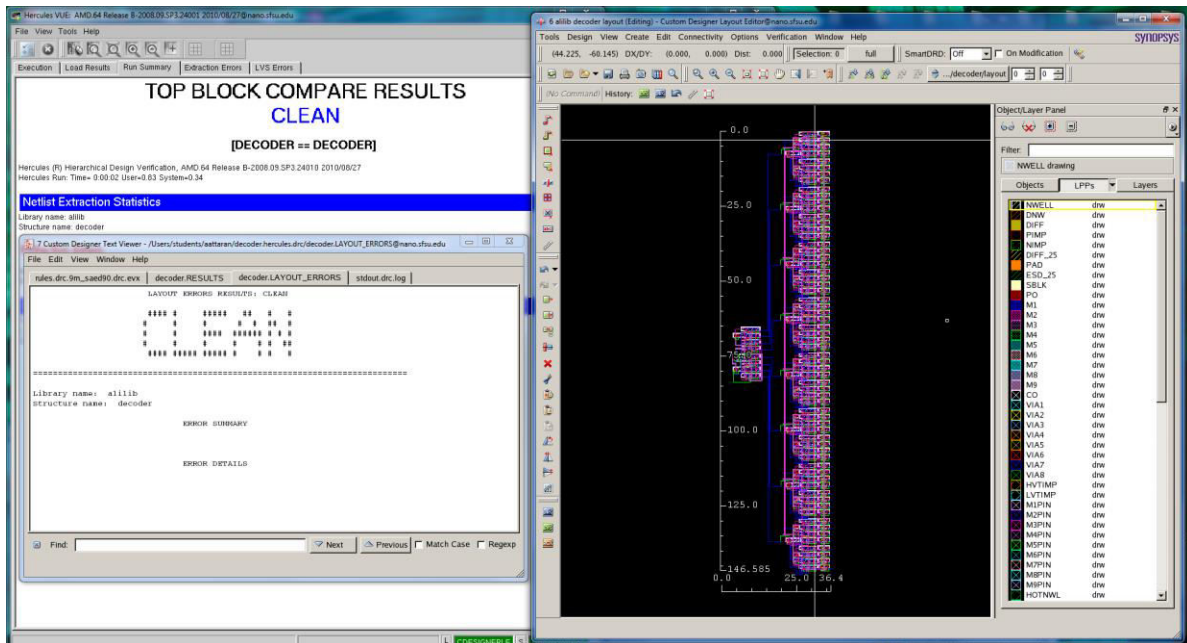 Hercules VUE: AMD.64 Release B-2008.09.SP3.24001 2010/08/27@nano.sfu.edu
File View Tools Help
Execution Load Results Run Summary Extraction Errors LVS Errors
TOP BLOCK COMPARE RESULTS
CLEAN
[DECODER == DECODER]
Hercules (R) Hierarchical Design Verification, AMD.64 Release B-2008.09.SP3.24010 2010/08/27
Hercules Run: Time= 0:00:02 User=0.83 System=0.34
Netlist Extraction Statistics
Library name: alilib
Structure name: decoder
7 Custom Designer Text Viewer - /Users/students/aattaran/decoder.hercules.drc/decoder.LAYOUT_ERRORS@nano.sfu.edu
File Edit View Window Help
rules.drc.9m_saed90.drc.evx decoder.RESULTS decoder.LAYOUT_ERRORS stdout.drc.log
LAYOUT ERRORS RESULTS: CLEAN
CLEAN
Library name: alilib
Structure name: decoder
ERROR SUMMARY
ERROR DETAILS
Find: Next Previous Match Case Regexp
CDESIGNERLE S
6 alilib decoder layout (Editing) - Custom Designer Layout Editor@nano.sfu.edu
Tools Design View Create Edit Connectivity Options Verification Window Help
SYNOPSYS
(44.225, -60.145) DX/DY: (0.000, 0.000) Dist: 0.000 Selection: 0 full SmartDRD: Off On Modification
.../decoder/layout 0 0
(No Command) History:
0.0
-25.0
-50.0
-75.0
-100.0
-125.0
-146.585
0.0 25.0 36.4
Object/Layer Panel
Filter:
NWELL drawing
Objects LPPs Layers
NWELL drw
DNW drw
DIFF drw
PIMP drw
NIMP drw
DIFF_25 drw
PAD drw
ESD_25 drw
SBLK drw
PO drw
M1 drw
M2 drw
M3 drw
M4 drw
M5 drw
M6 drw
M7 drw
M8 drw
M9 drw
CO drw
VIA1 drw
VIA2 drw
VIA3 drw
VIA4 drw
VIA5 drw
VIA6 drw
VIA7 drw
VIA8 drw
HVTIMP drw
LVTIMP drw
M1PIN drw
M2PIN drw
M3PIN drw
M4PIN drw
M5PIN drw
M6PIN drw
M7PIN drw
M8PIN drw
M9PIN drw
HOTNWL drw